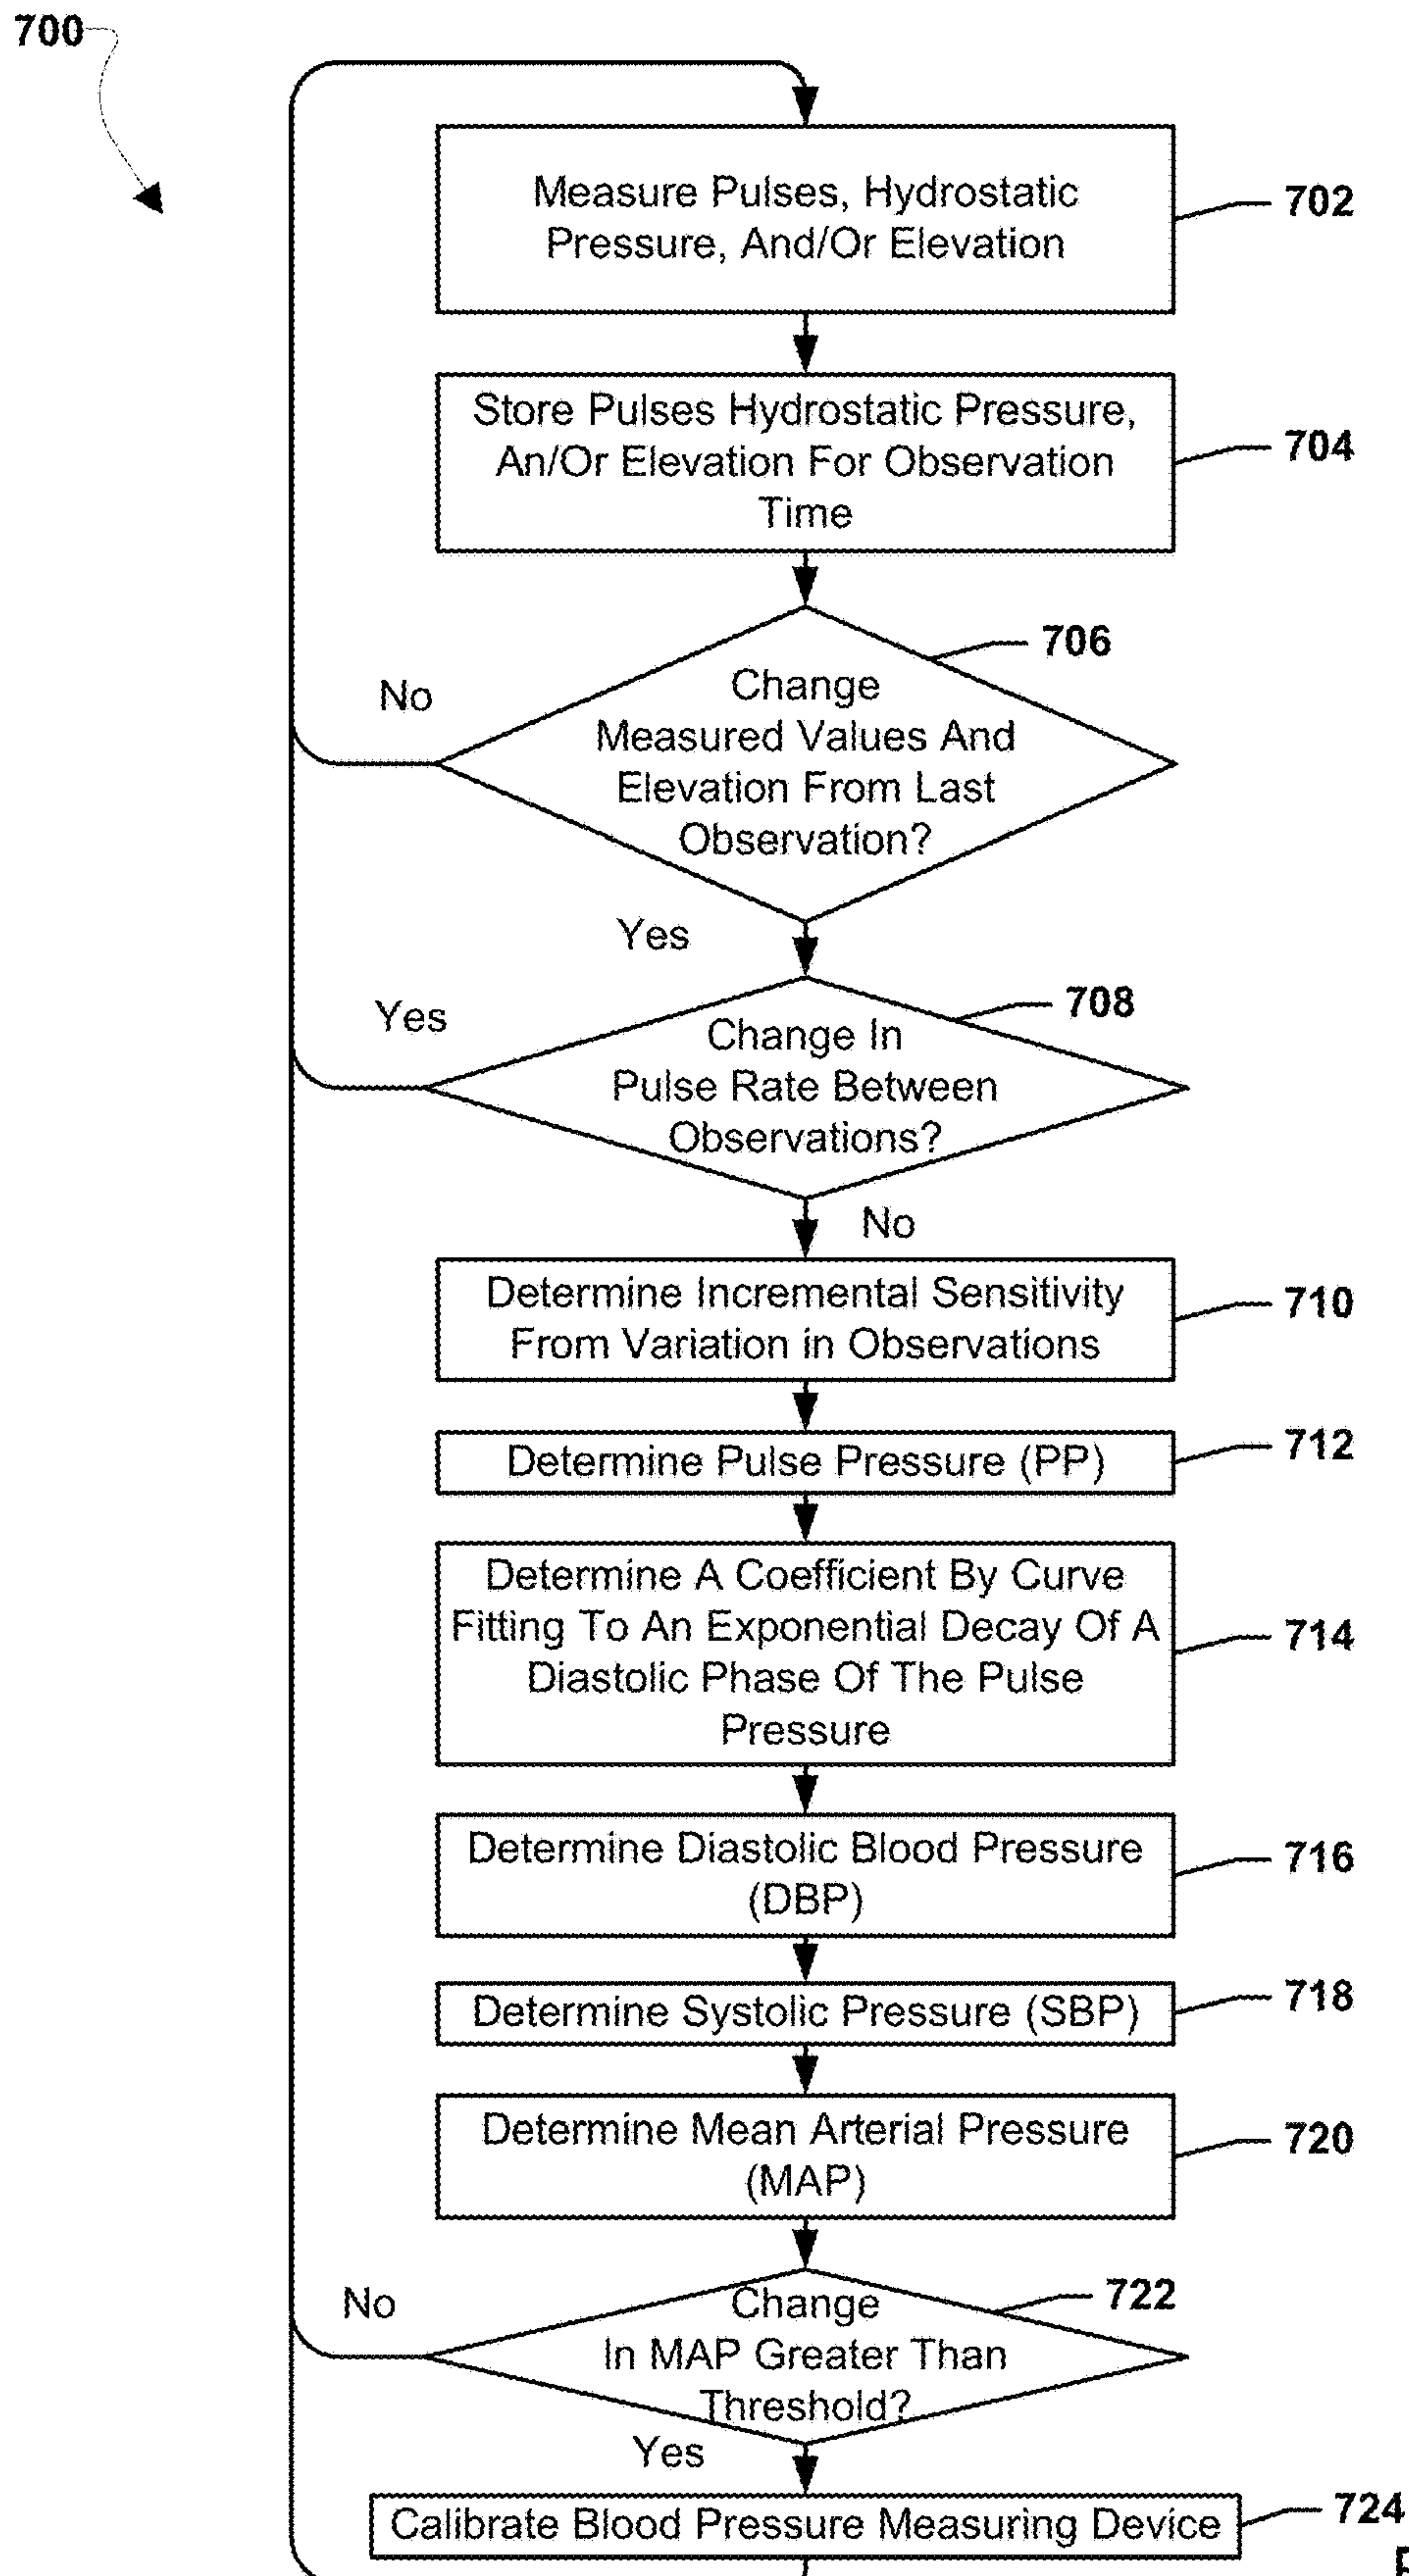 700
Measure Pulses, Hydrostatic
Pressure, And/Or Elevation
702
Store Pulses Hydrostatic Pressure,
An/Or Elevation For Observation
Time
704
706
No
Change
Measured Values And
Elevation From Last
Observation?
Yes
708
Yes
Change In
Pulse Rate Between
Observations?
No
Determine Incremental Sensitivity
From Variation in Observations
710
Determine Pulse Pressure (PP)
712
Determine A Coefficient By Curve
Fitting To An Exponential Decay Of A
Diastolic Phase Of The Pulse
Pressure
714
Determine Diastolic Blood Pressure
(DBP)
716
Determine Systolic Pressure (SBP)
718
Determine Mean Arterial Pressure
(MAP)
720
722
No
Change
In MAP Greater Than
Threshold?
Yes
Calibrate Blood Pressure Measuring Device
724